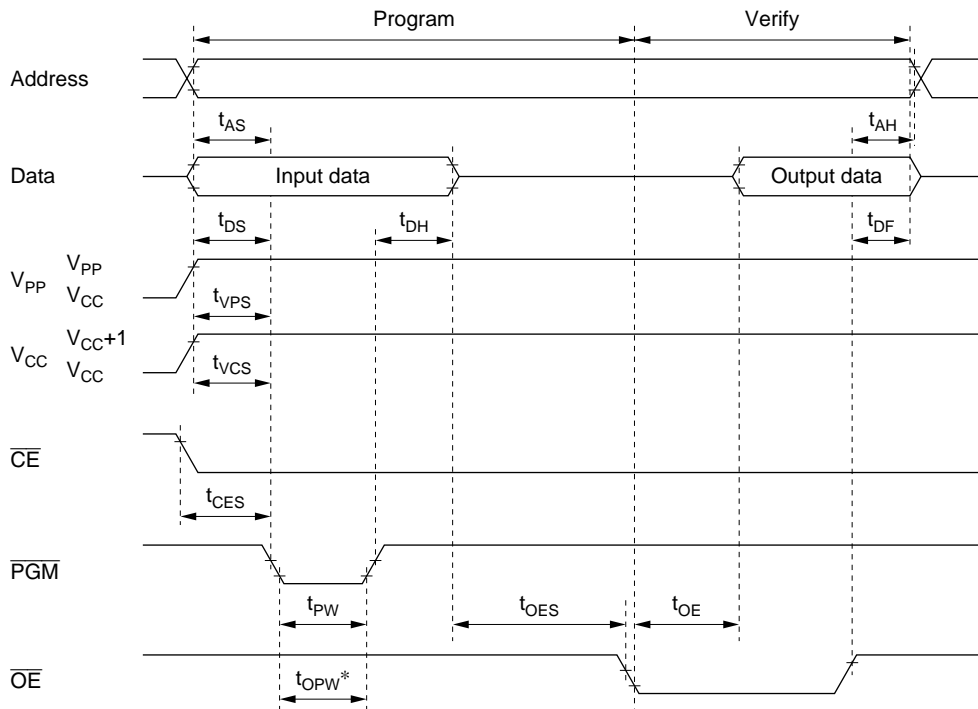 Program Verify
Address
tAS tAH
Data Input data Output data
tDS tDH tDF
VPP VPP
VCC
tVPS
VCC VCC+1
VCC
tVCS
CE
tCES
PGM
tPW tOES tOE
OE
tOPW*